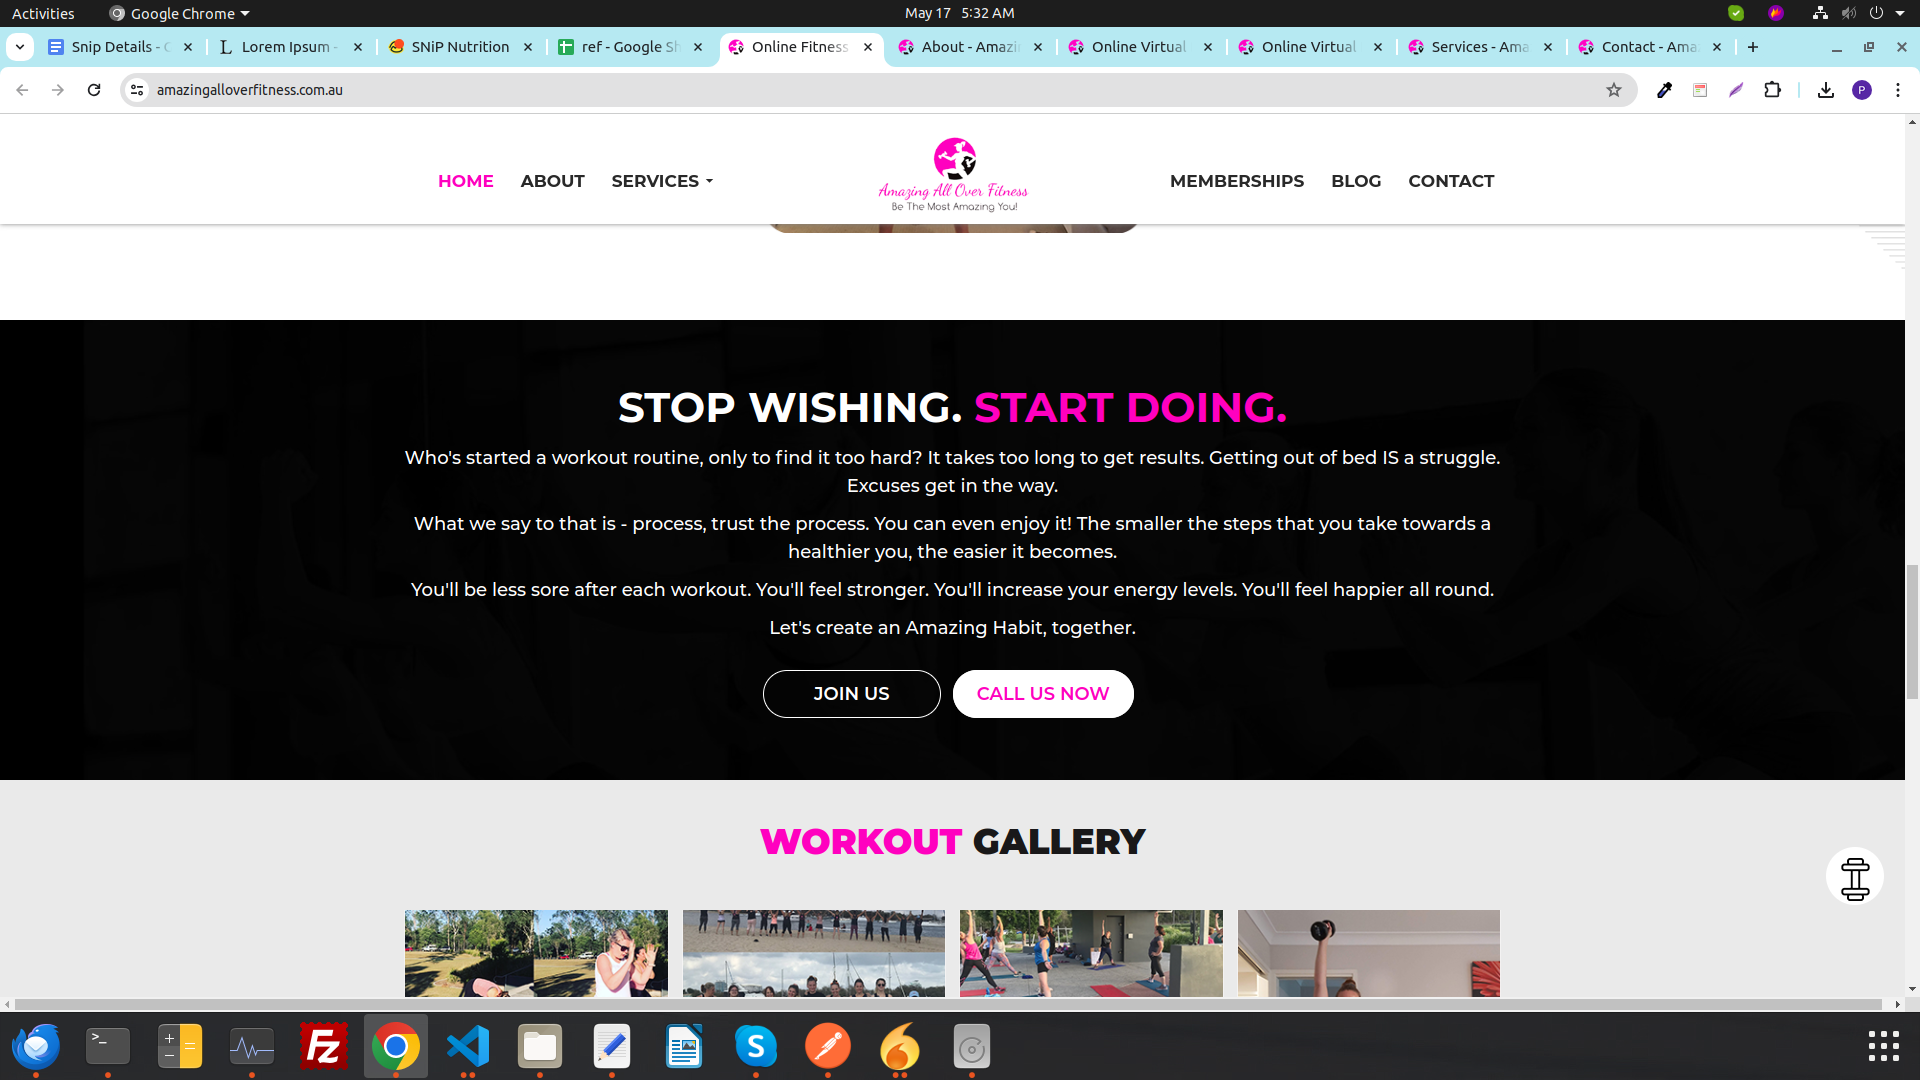 Activities
Google Chrome
May 17 5:32 AM
Snip Details - 
Lorem Ipsum -
SNiP Nutrition
ref - Google Sh
Online Fitness
About - Amazi
Online Virtual
Online Virtual
Services - Ama
Contact - Ama
amazingalloverfitness.com.au
P
HOME
ABOUT
SERVICES
Amazing All Over Fitness
Be The Most Amazing You!
MEMBERSHIPS
BLOG
CONTACT
STOP WISHING. START DOING.
Who's started a workout routine, only to find it too hard? It takes too long to get results. Getting out of bed IS a struggle.
Excuses get in the way.
What we say to that is - process, trust the process. You can even enjoy it! The smaller the steps that you take towards a
healthier you, the easier it becomes.
You'll be less sore after each workout. You'll feel stronger. You'll increase your energy levels. You'll feel happier all round.
Let's create an Amazing Habit, together.
JOIN US
CALL US NOW
WORKOUT GALLERY